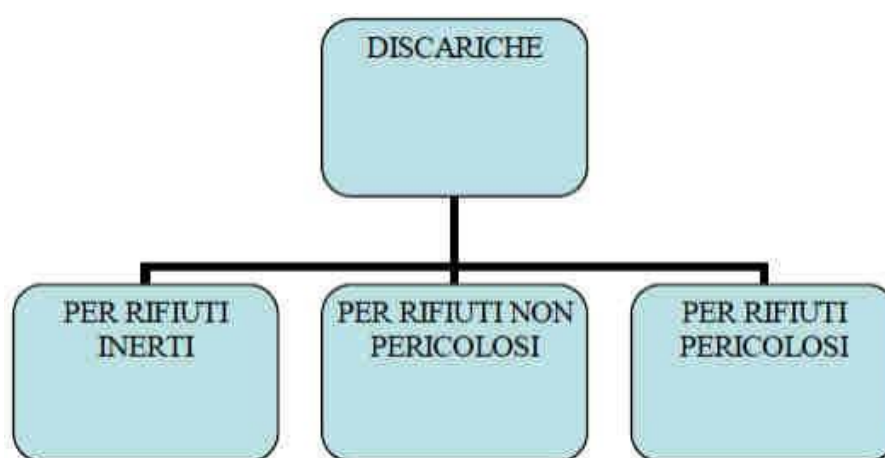 DISCARICHE
PER RIFIUTI
INERTI
PER RIFIUTI NON
PERICOLOSI
PER RIFIUTI
PERICOLOSI